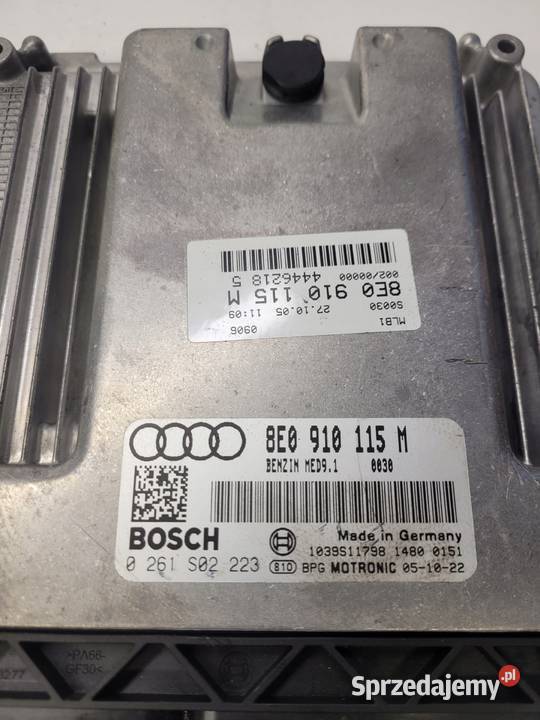 002/00000 4446218 5
8E0 910 115 M
S0030 27.10.05 11:09
MLB1 0906
8E0 910 115 M
BENZIN MED9.1 0030
BOSCH
Made in Germany
1039S11798 1480 0151
0 261 S02 223 810 BPG MOTRONIC 05-10-22
>PA66-
GF30<
8277
Sprzedajemy.pl